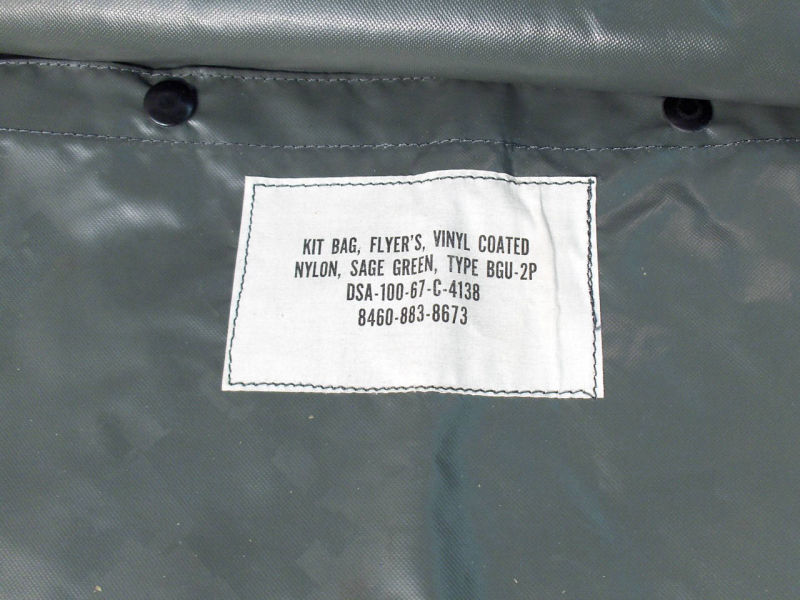 KIT BAG, FLYER'S, VINYL COATED
NYLON, SAGE GREEN, TYPE BGU-2P
DSA-100-67-C-4138
8460-883-8673